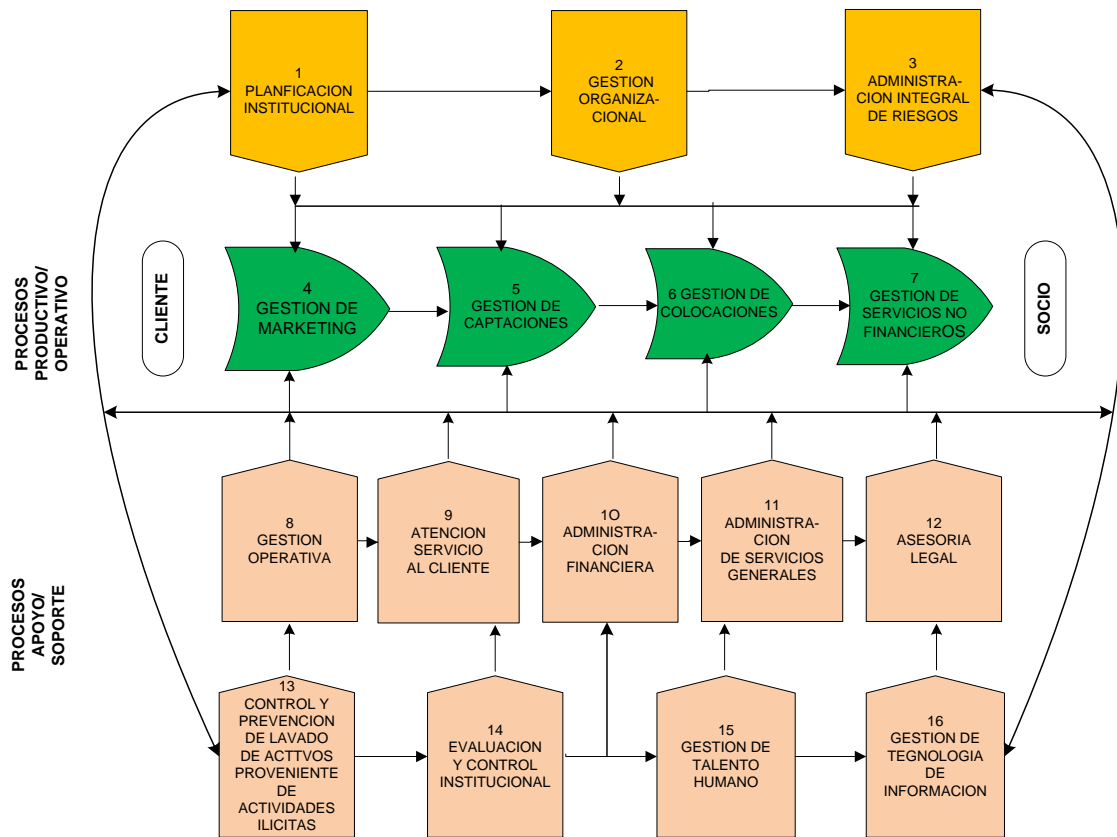 1
PLANFICACION
INSTITUCIONAL
2
GESTION
ORGANIZA-
CIONAL
3
ADMINISTRA-
CION INTEGRAL
DE RIESGOS
PROCESOS
PRODUCTIVO/
OPERATIVO
CLIENTE
4
GESTION DE
MARKETING
5
GESTION DE
CAPTACIONES
6 GESTION DE
COLOCACIONES
7
GESTION DE
SERVICIOS NO
FINANCIEROS
SOCIO
PROCESOS
APOYO/
SOPORTE
8
GESTION
OPERATIVA
9
ATENCION
SERVICIO
AL CLIENTE
1O
ADMINISTRA-
CION
FINANCIERA
11
ADMINISTRA-
CION
DE SERVICIOS
GENERALES
12
ASESORIA
LEGAL
13
CONTROL Y
PREVENCION
DE LAVADO
DE ACTTVOS
PROVENIENTE
DE
ACTIVIDADES
ILICITAS
14
EVALUACION
Y CONTROL
INSTITUCIONAL
15
GESTION DE
TALENTO
HUMANO
16
GESTION DE
TEGNOLOGIA
DE
INFORMACION